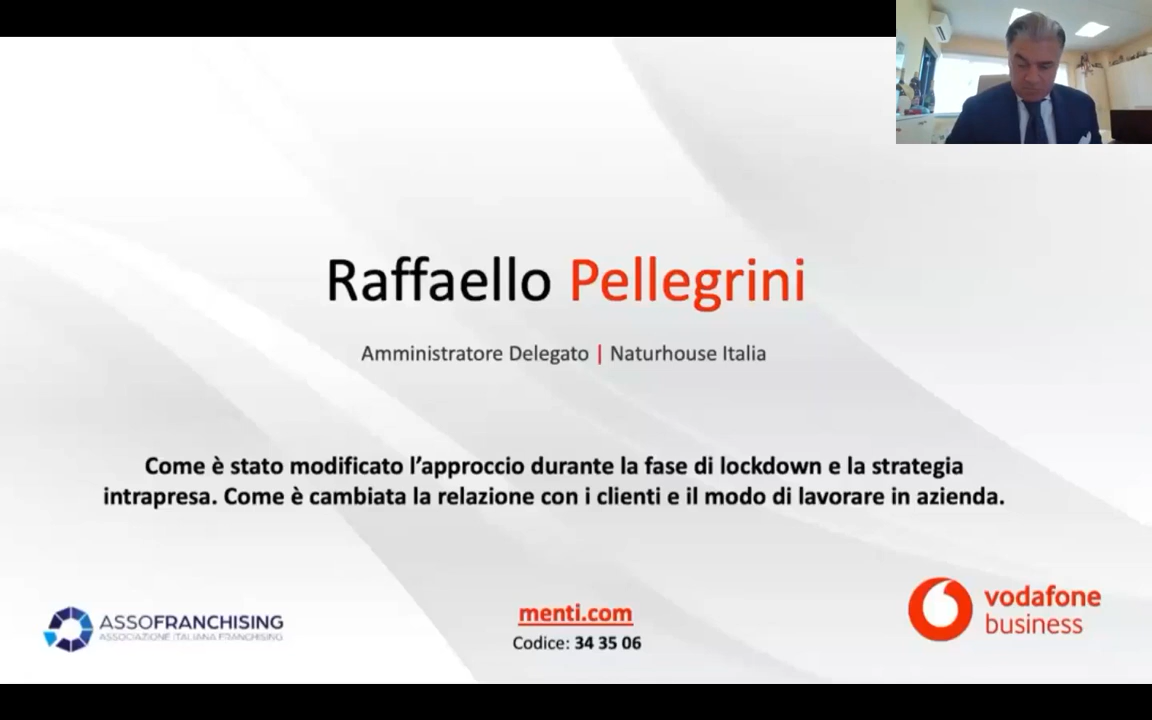 Raffaello Pellegrini
Amministratore Delegato | Naturhouse Italia
Come è stato modificato l’approccio durante la fase di lockdown e la strategia
intrapresa. Come è cambiata la relazione con i clienti e il modo di lavorare in azienda.
ASSOFRANCHISING
ASSOCIAZIONE ITALIANA FRANCHISING
menti.com
Codice: 34 35 06
vodafone
business